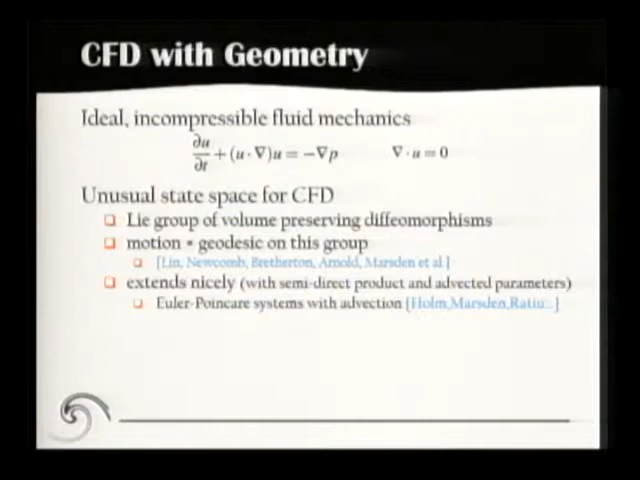 CFD with Geometry
Ideal, incompressible fluid mechanics
∂u/∂t + (u · ∇)u = −∇p ∇ · u = 0
Unusual state space for CFD
Lie group of volume preserving diffeomorphisms
motion = geodesic on this group
[Lin, Newcomb, Bretherton, Arnold, Marsden et al.]
extends nicely (with semi-direct product and advected parameters)
Euler-Poincare systems with advection [Holm,Marsden,Ratiu...]